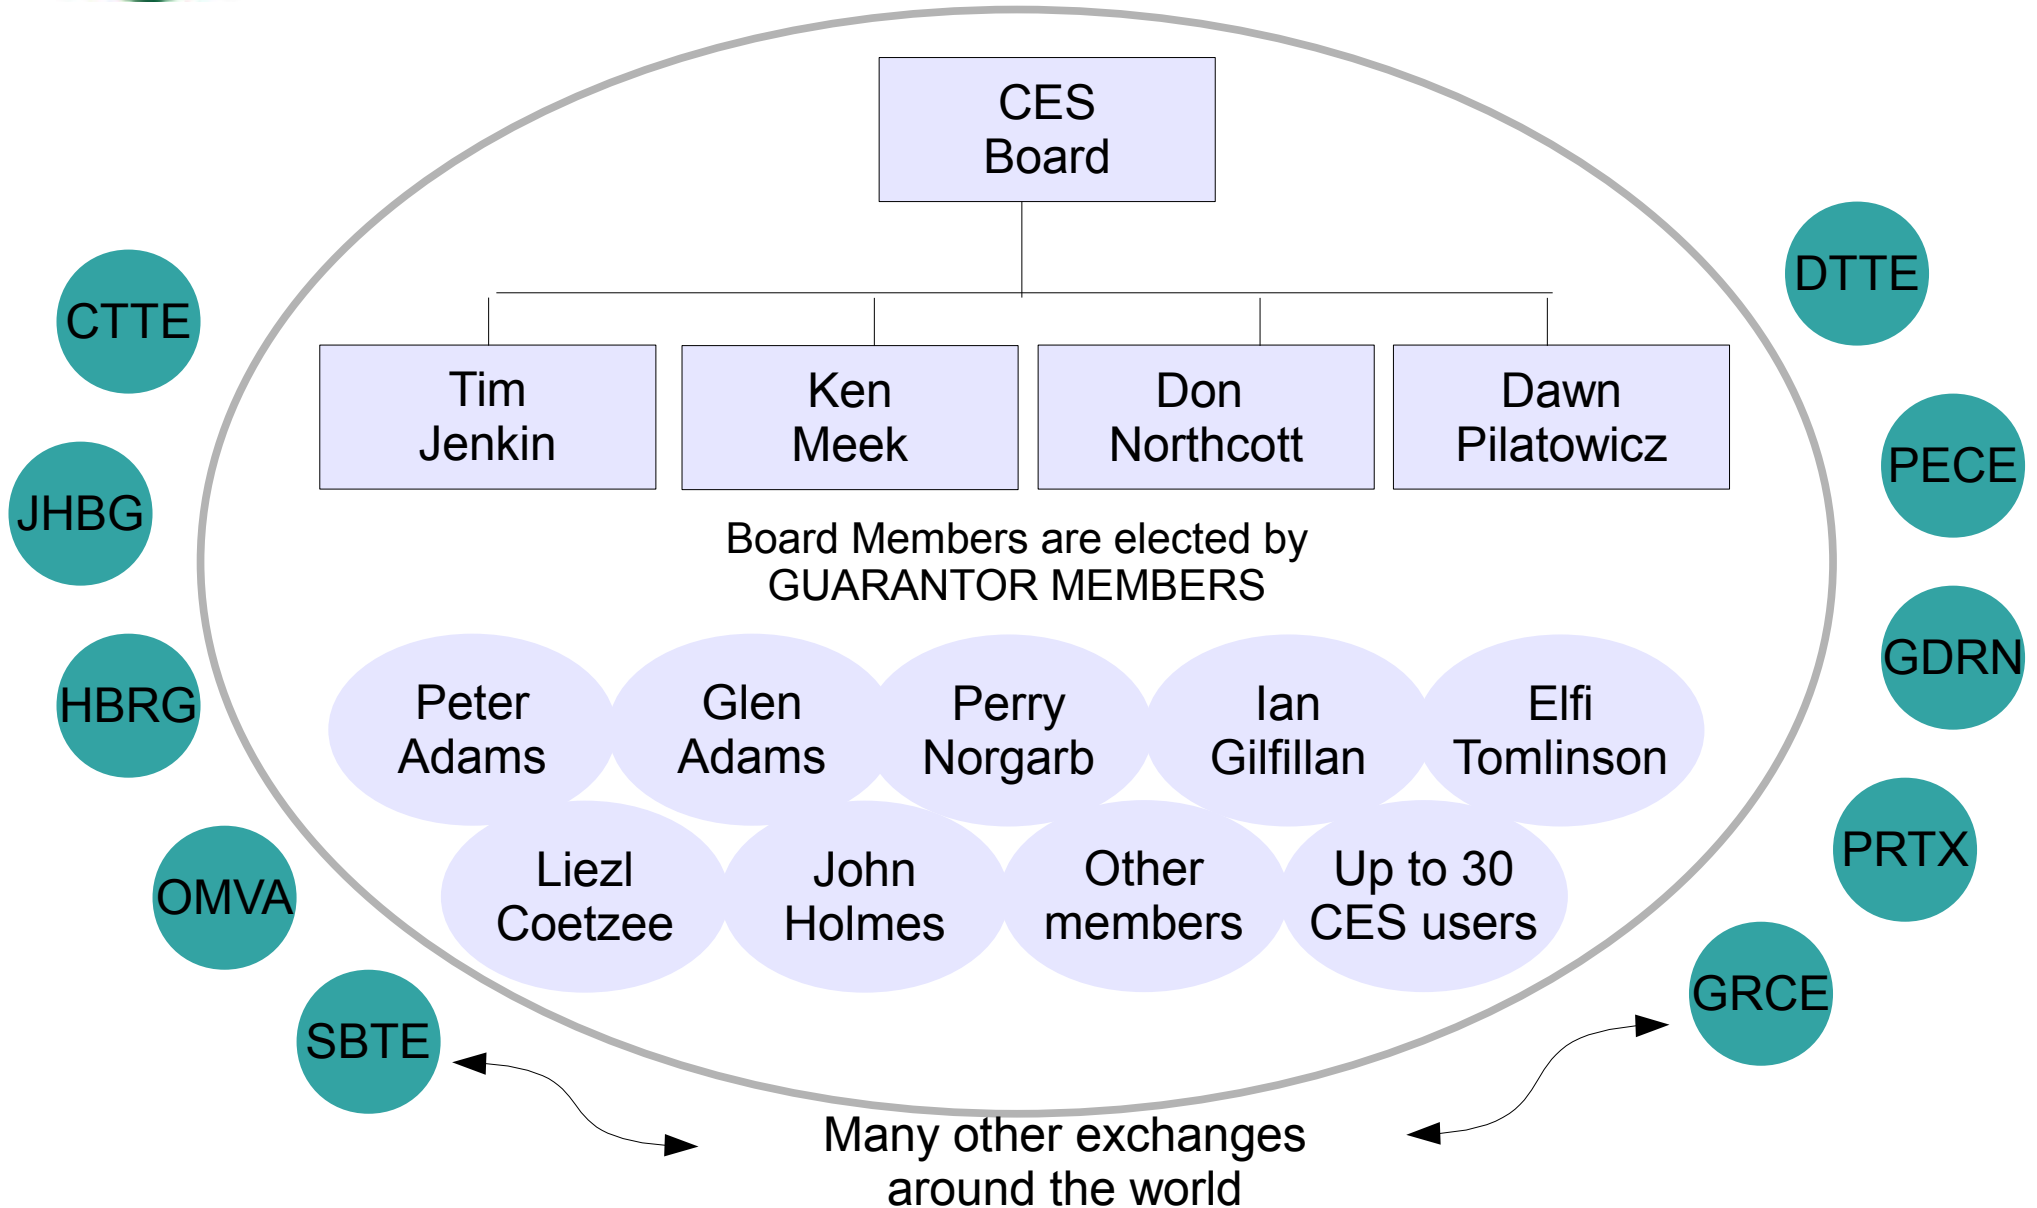 CES
Board
Tim
Jenkin
Ken
Meek
Don
Northcott
Dawn
Pilatowicz
Board Members are elected by
GUARANTOR MEMBERS
Peter
Adams
Glen
Adams
Perry
Norgarb
Ian
Gilfillan
Elfi
Tomlinson
Liezl
Coetzee
John
Holmes
Other
members
Up to 30
CES users
CTTE
JHBG
HBRG
OMVA
SBTE
DTTE
PECE
GDRN
PRTX
GRCE
Many other exchanges
around the world